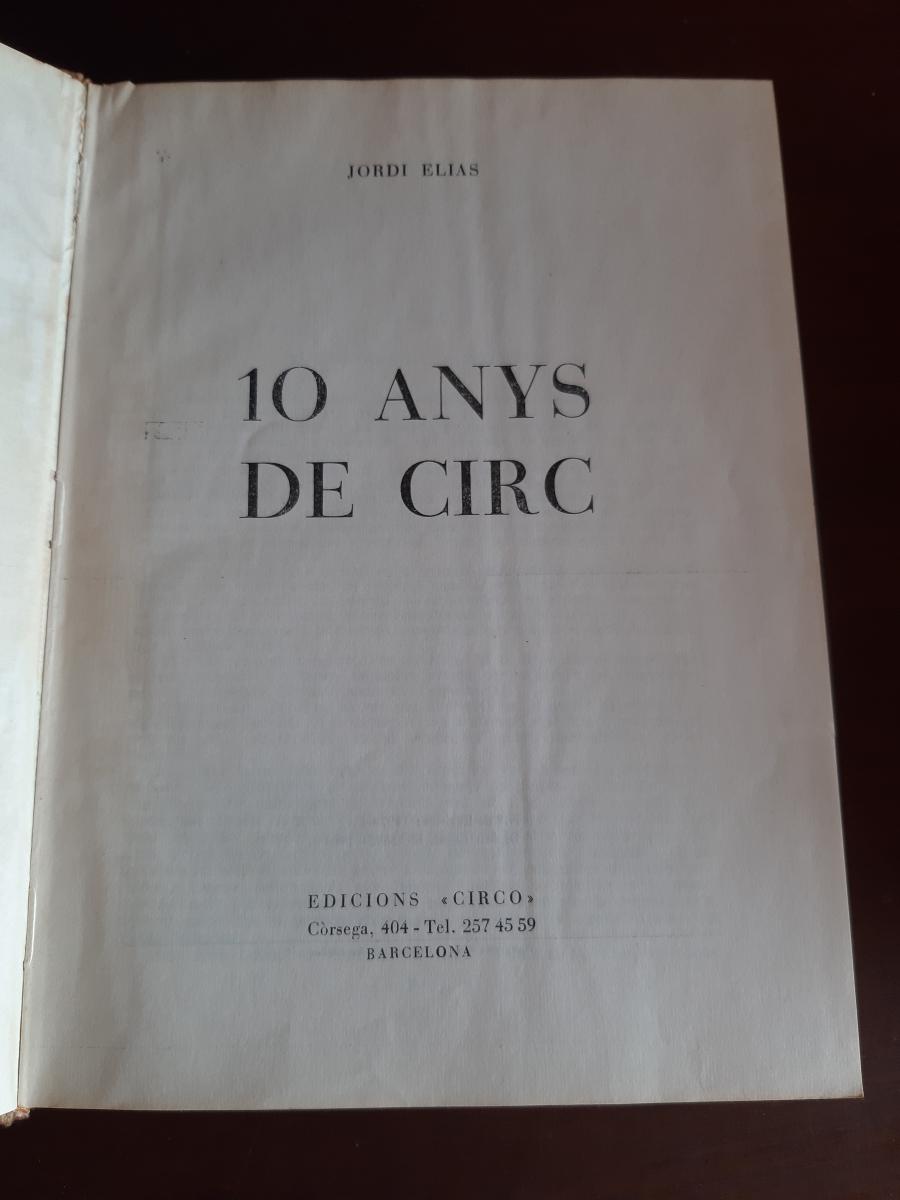 JORDI ELIAS
10 ANYS
DE CIRC
EDICIONS «CIRCO»
Còrsega, 404 - Tel. 257 45 59
BARCELONA